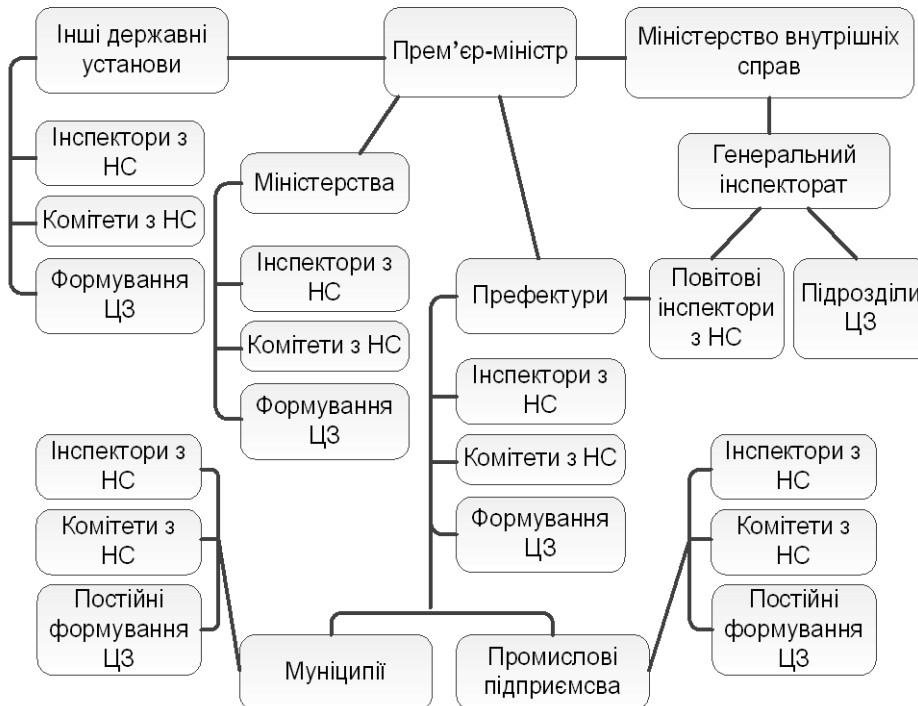 Інші державні
установи
Прем’єр-міністр
Міністерство внутрішніх
справ
Інспектори з
НС
Комітети з НС
Формування
ЦЗ
Міністерства
Інспектори з
НС
Комітети з НС
Формування
ЦЗ
Генеральний
інспекторат
Префектури
Повітові
інспектори
з НС
Підрозділи
ЦЗ
Інспектори з
НС
Комітети з НС
Формування
ЦЗ
Інспектори з
НС
Комітети з
НС
Постійні
формування
ЦЗ
Муніципії
Промислові
підприємсва
Інспектори з
НС
Комітети з
НС
Постійні
формування
ЦЗ